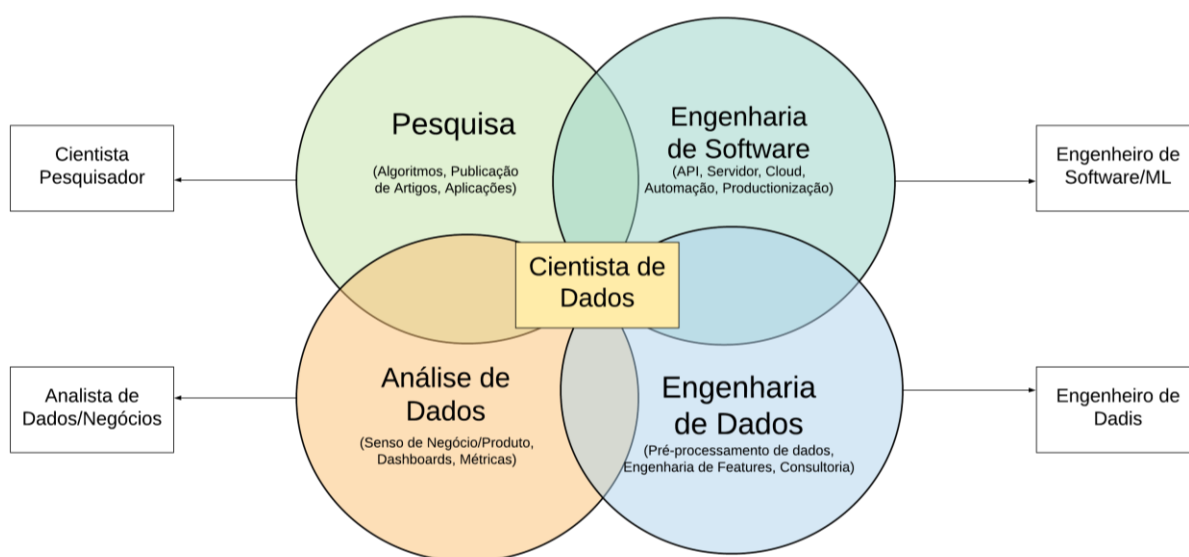 Pesquisa
(Algoritmos, Publicação
de Artigos, Aplicações)
Engenharia
de Software
(API, Servidor, Cloud,
Automação, Productionização)
Cientista
Pesquisador
Engenheiro de
Software/ML
Cientista de
Dados
Análise de
Dados
(Senso de Negócio/Produto,
Dashboards, Métricas)
Engenharia
de Dados
(Pré-processamento de dados,
Engenharia de Features, Consultoria)
Analista de
Dados/Negócios
Engenheiro de
Dadis